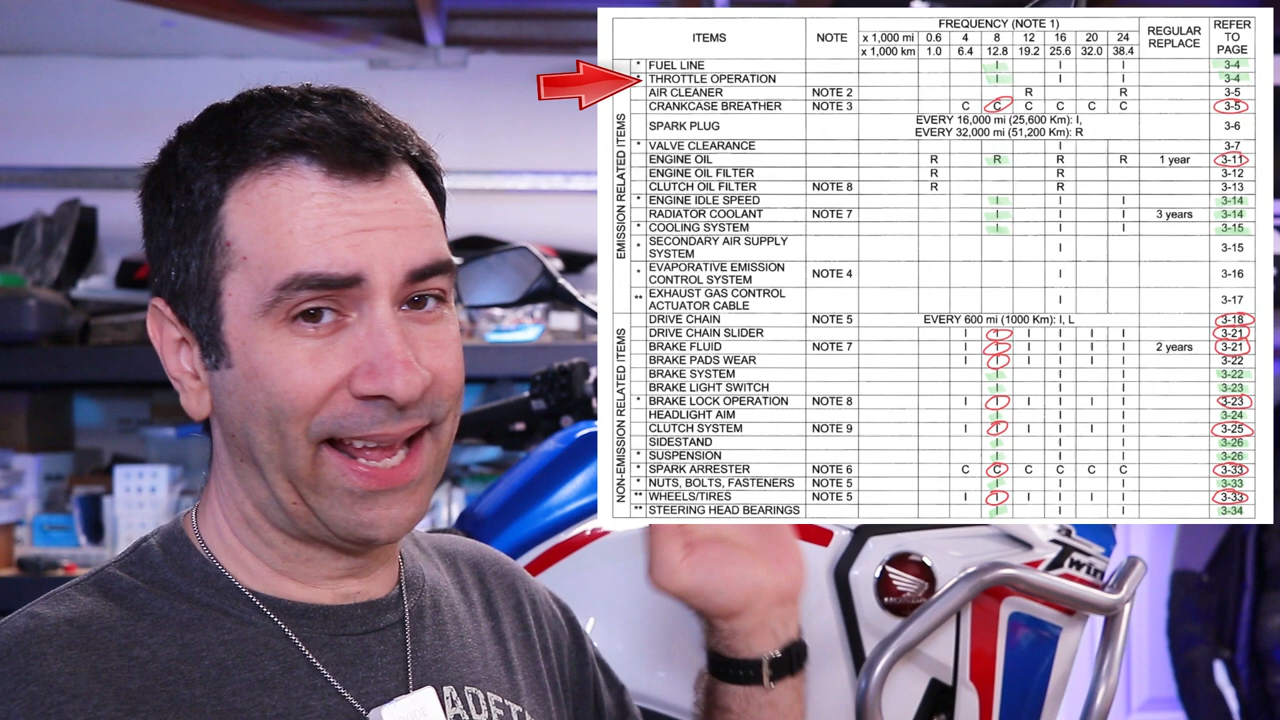 FREQUENCY (NOTE 1)
ITEMS NOTE x 1,000 mi 0.6 4 8 12 16 20 24 REGULAR REPLACE REFER TO PAGE
x 1,000 km 1.0 6.4 12.8 19.2 25.6 32.0 38.4
EMISSION RELATED ITEMS
* FUEL LINE I I I 3-4
* THROTTLE OPERATION I I I 3-4
AIR CLEANER NOTE 2 R R 3-5
CRANKCASE BREATHER NOTE 3 C C C C C C 3-5
SPARK PLUG EVERY 16,000 mi (25,600 Km): I, 3-6
EVERY 32,000 mi (51,200 Km): R
* VALVE CLEARANCE I 3-7
ENGINE OIL R R R R 1 year 3-11
ENGINE OIL FILTER R R 3-12
CLUTCH OIL FILTER NOTE 8 R R 3-13
* ENGINE IDLE SPEED I I I 3-14
RADIATOR COOLANT NOTE 7 I I I 3 years 3-14
* COOLING SYSTEM I I I 3-15
* SECONDARY AIR SUPPLY I 3-15
SYSTEM
* EVAPORATIVE EMISSION NOTE 4 I 3-16
CONTROL SYSTEM
** EXHAUST GAS CONTROL I 3-17
ACTUATOR CABLE
NON-EMISSION RELATED ITEMS
DRIVE CHAIN NOTE 5 EVERY 600 mi (1000 Km): I, L 3-18
DRIVE CHAIN SLIDER I I I I I I 3-21
BRAKE FLUID NOTE 7 I I I I I I 2 years 3-21
BRAKE PADS WEAR I I I I I I 3-22
BRAKE SYSTEM I I I 3-22
BRAKE LIGHT SWITCH I I I 3-23
* BRAKE LOCK OPERATION NOTE 8 I I I I I I 3-23
HEADLIGHT AIM I I I 3-24
CLUTCH SYSTEM NOTE 9 I I I I I I 3-25
SIDESTAND I I I 3-26
* SUSPENSION I I I 3-26
* SPARK ARRESTER NOTE 6 C C C C C C 3-33
* NUTS, BOLTS, FASTENERS NOTE 5 I I I 3-33
** WHEELS/TIRES NOTE 5 I I I I I I 3-33
** STEERING HEAD BEARINGS I I I 3-34
Twin
HONDA